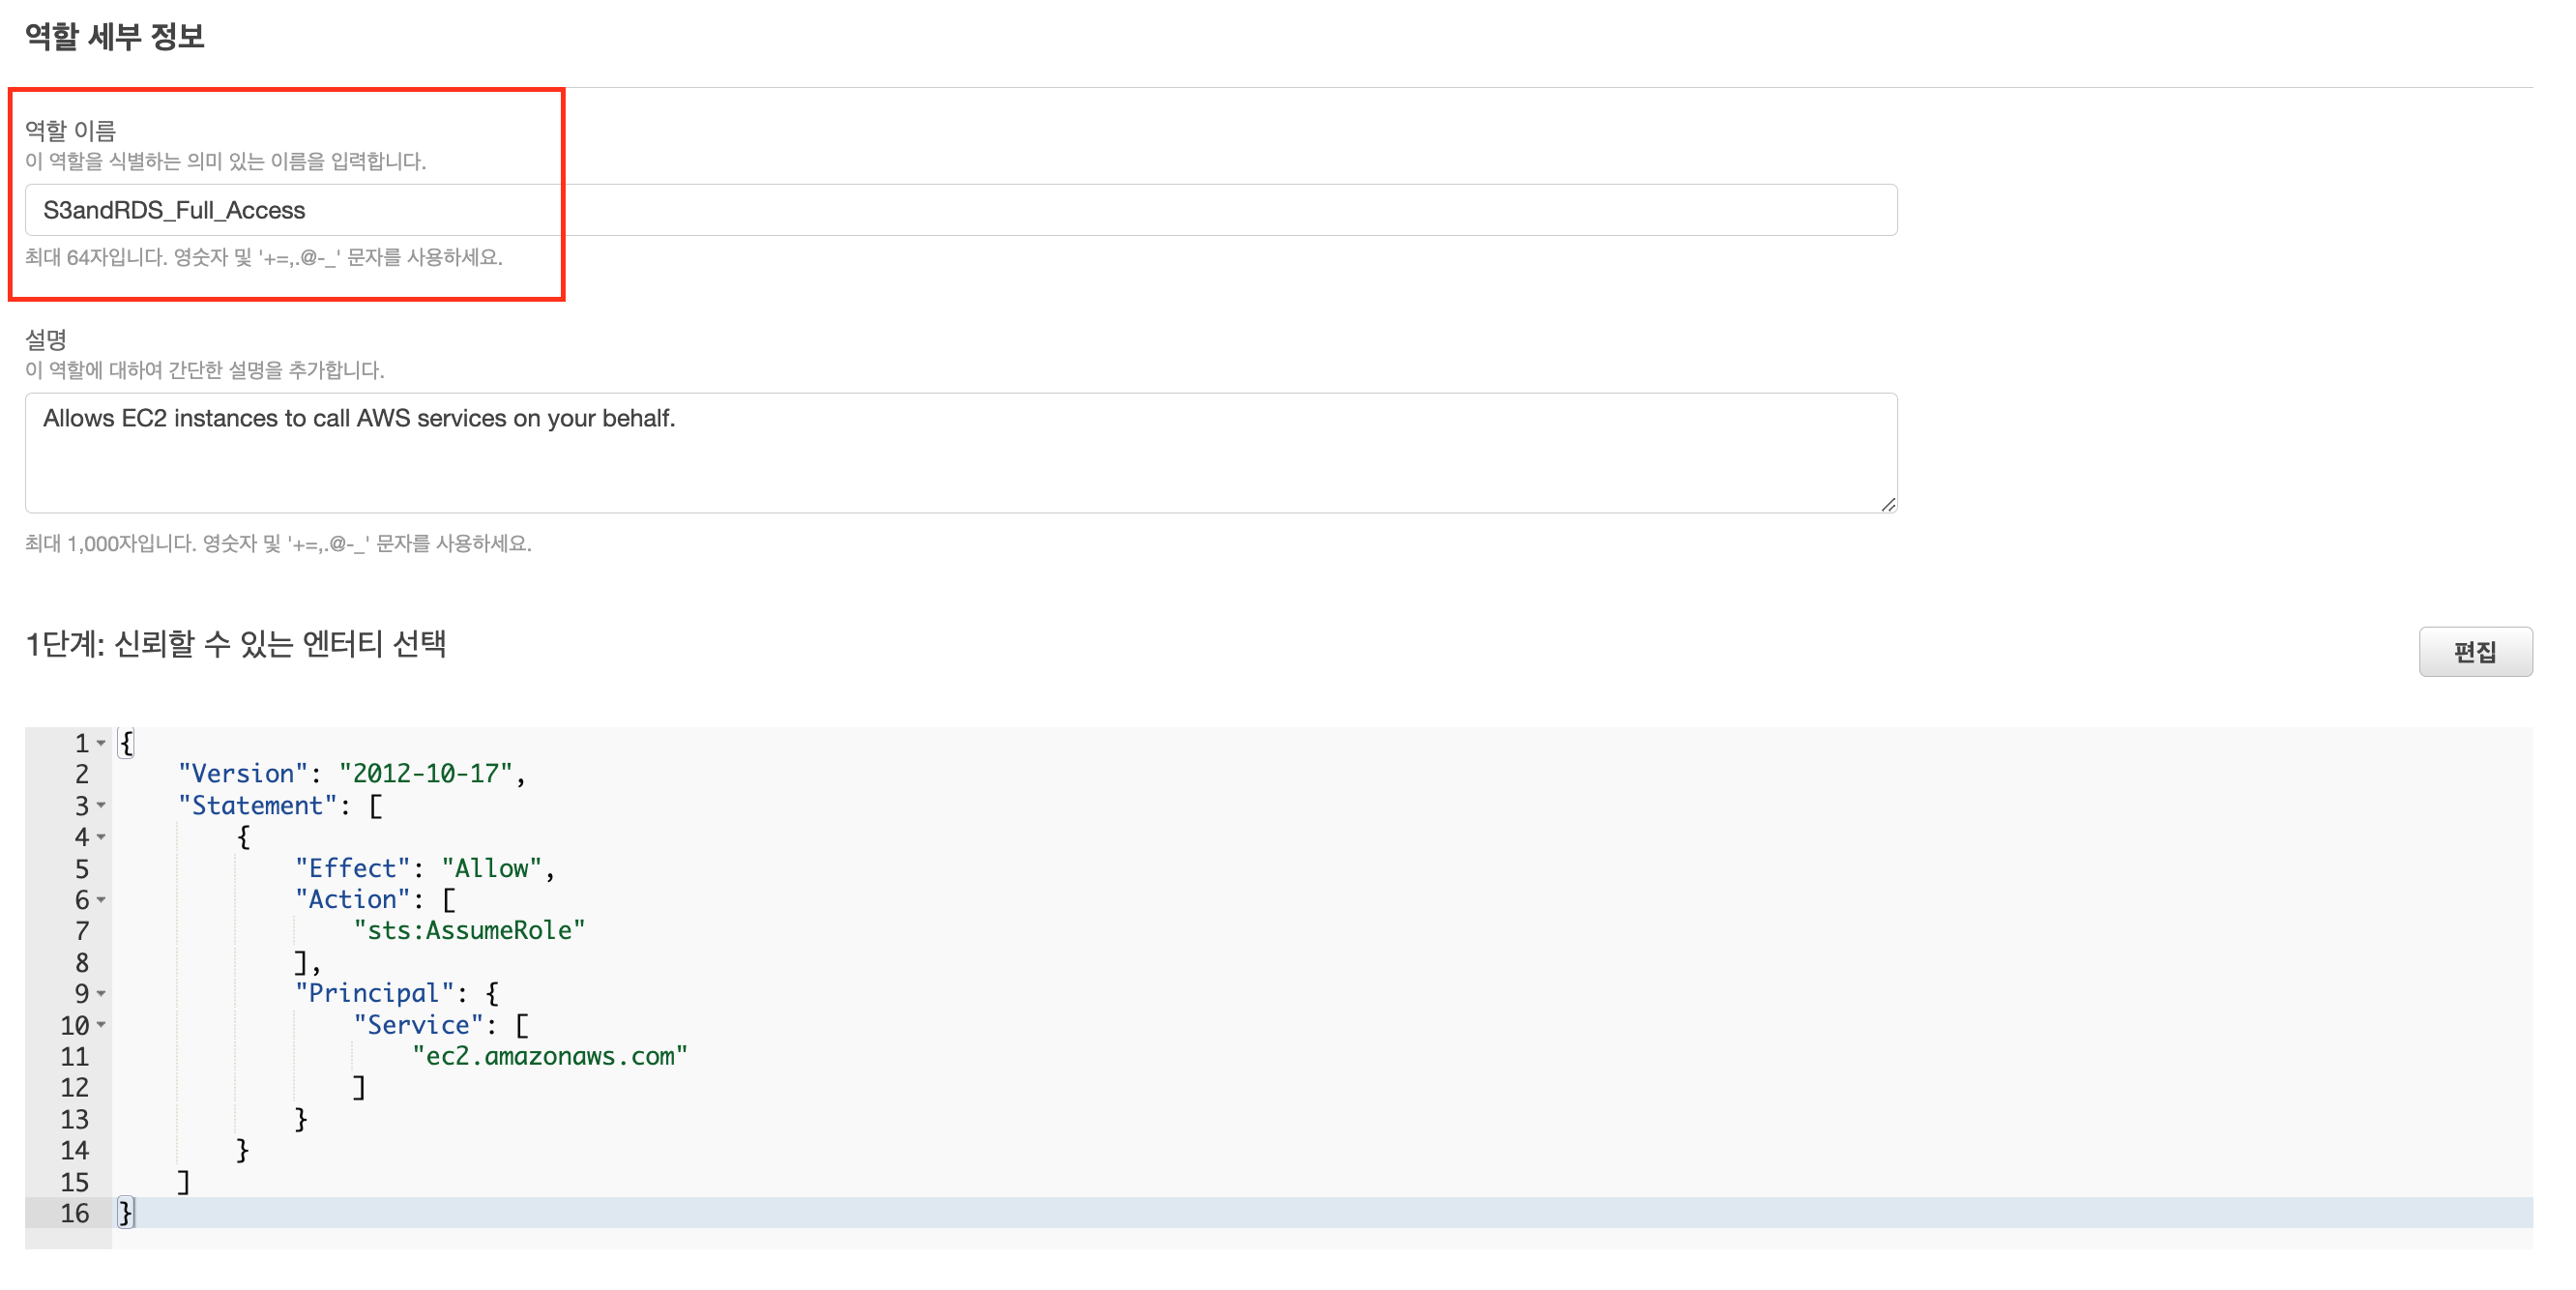 역할 세부 정보
역할 이름
이 역할을 식별하는 의미 있는 이름을 입력합니다.
S3andRDS_Full_Access
최대 64자입니다. 영숫자 및 '+=,.@-_' 문자를 사용하세요.
설명
이 역할에 대하여 간단한 설명을 추가합니다.
Allows EC2 instances to call AWS services on your behalf.
최대 1,000자입니다. 영숫자 및 '+=,.@-_' 문자를 사용하세요.
1단계: 신뢰할 수 있는 엔터티 선택
편집
1 {
2     "Version": "2012-10-17",
3     "Statement": [
4         {
5             "Effect": "Allow",
6             "Action": [
7                 "sts:AssumeRole"
8             ],
9             "Principal": {
10                 "Service": [
11                     "ec2.amazonaws.com"
12                 ]
13             }
14         }
15     ]
16 }